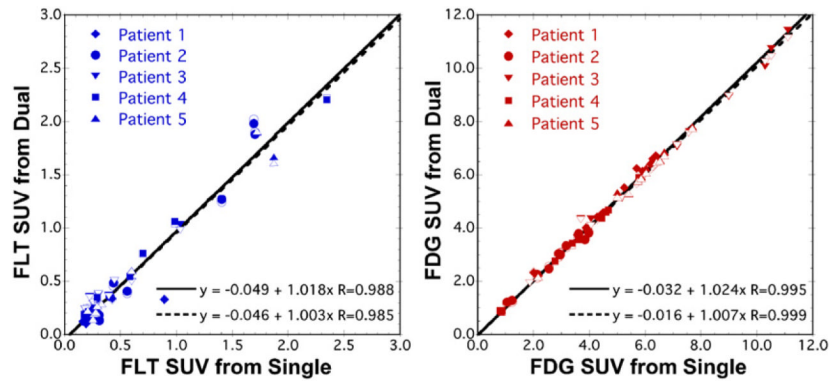 3.0
2.5
2.0
1.5
1.0
0.5
0.0
FLT SUV from Dual
Patient 1
Patient 2
Patient 3
Patient 4
Patient 5
y = -0.049 + 1.018x R=0.988
y = -0.046 + 1.003x R=0.985
0.0 0.5 1.0 1.5 2.0 2.5 3.0
FLT SUV from Single
12.0
10.0
8.0
6.0
4.0
2.0
0.0
FDG SUV from Dual
Patient 1
Patient 2
Patient 3
Patient 4
Patient 5
y = -0.032 + 1.024x R=0.995
y = -0.016 + 1.007x R=0.999
0.0 2.0 4.0 6.0 8.0 10.0 12.0
FDG SUV from Single